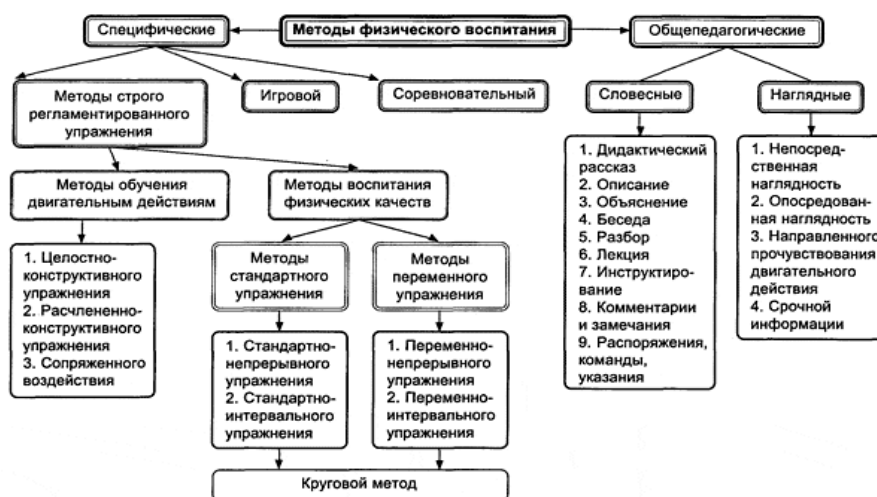 Специфические
Методы физического воспитания
Общепедагогические
Методы строго
регламентированного
упражнения
Игровой
Соревновательный
Словесные
Наглядные
Методы обучения
двигательным действиям
Методы воспитания
физических качеств
1. Целостно-
конструктивного
упражнения
2. Расчлененно-
конструктивного
упражнения
3. Сопряженного
воздействия
Методы
стандартного
упражнения
Методы
переменного
упражнения
1. Стандартно-
непрерывного
упражнения
2. Стандартно-
интервального
упражнения
1. Переменно-
непрерывного
упражнения
2. Переменно-
интервального
упражнения
Круговой метод
1. Дидактический
рассказ
2. Описание
3. Объяснение
4. Беседа
5. Разбор
6. Лекция
7. Инструктиро-
вание
8. Комментарии
и замечания
9. Распоряжения,
команды,
указания
1. Непосред-
ственная
наглядность
2. Опосредован-
ная наглядность
3. Направленного
прочувствования
двигательного
действия
4. Срочной
информации